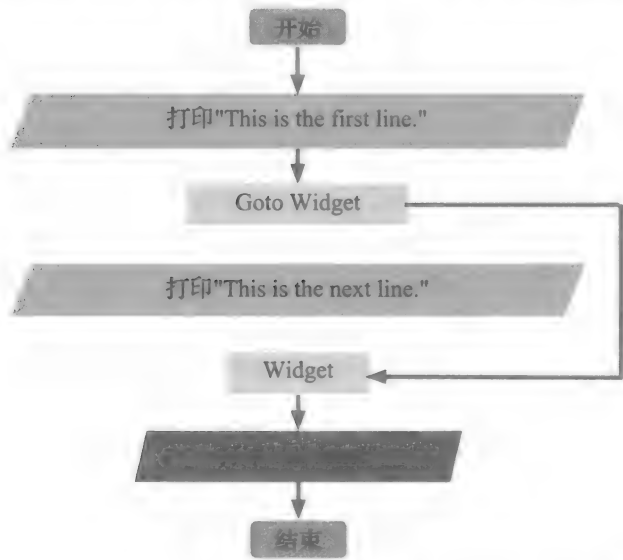 开始
打印"This is the first line."
Goto Widget
打印"This is the next line."
Widget
结束